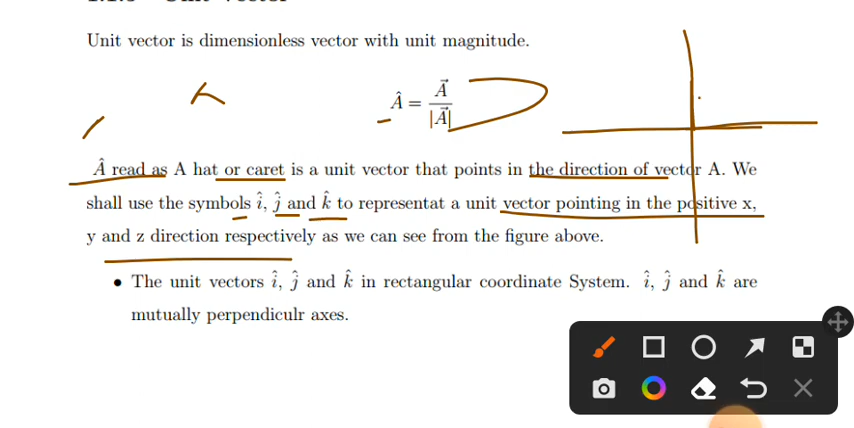 Unit vector is dimensionless vector with unit magnitude.
Â = A⃗ / |A⃗|
Â read as A hat or caret is a unit vector that points in the direction of vector A. We
shall use the symbols î, ĵ and k̂ to representat a unit vector pointing in the positive x,
y and z direction respectively as we can see from the figure above.
• The unit vectors î, ĵ and k̂ in rectangular coordinate System. î, ĵ and k̂ are
mutually perpendiculr axes.